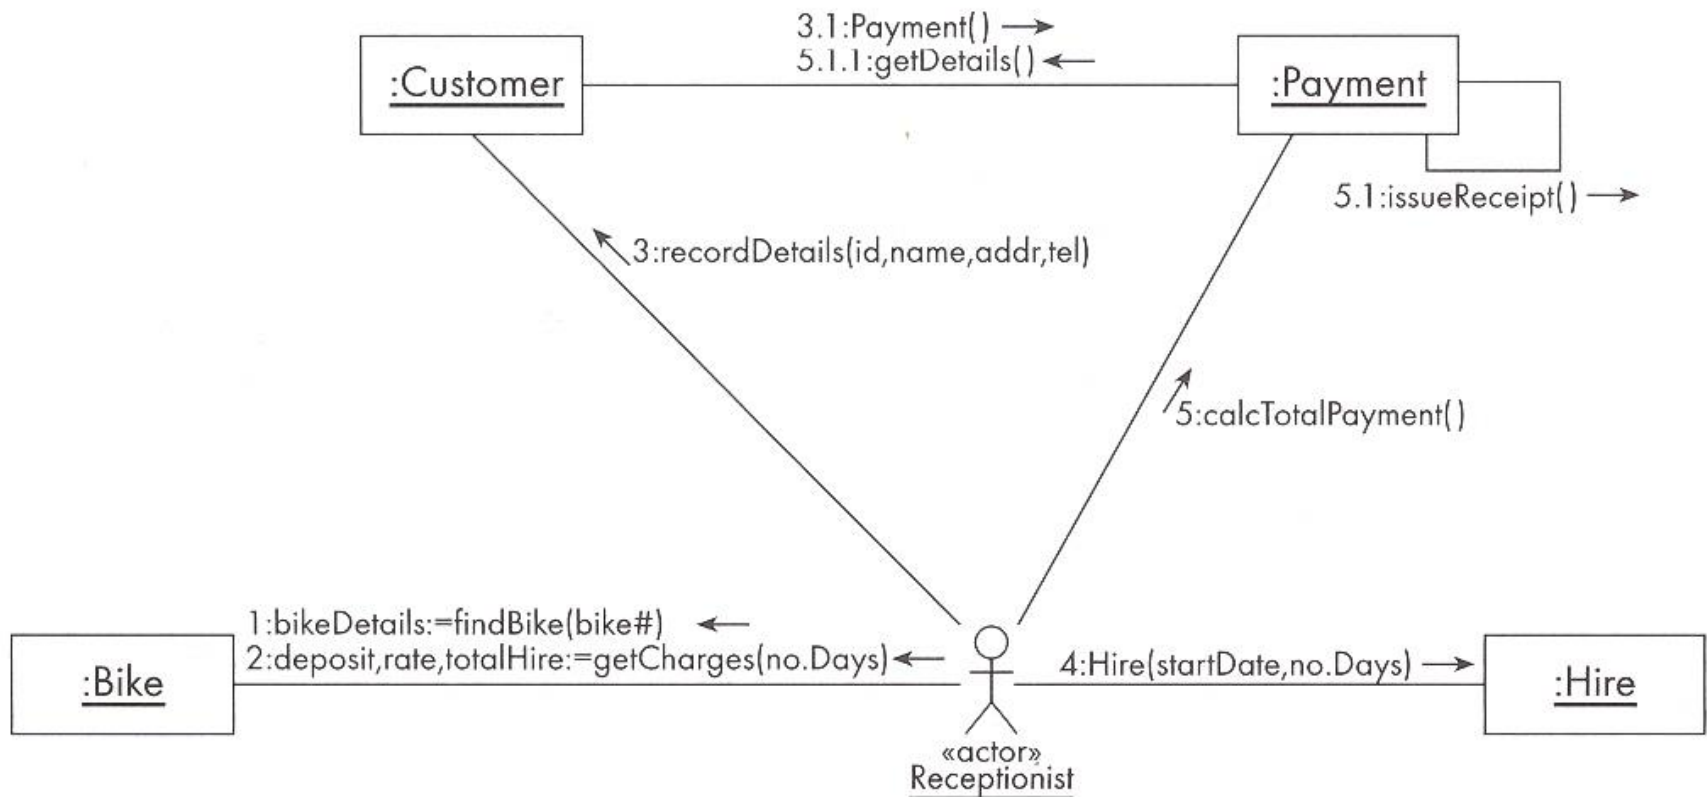 3.1:Payment()
5.1.1:getDetails()
:Customer
:Payment
5.1:issueReceipt()
3:recordDetails(id,name,addr,tel)
5:calcTotalPayment()
1:bikeDetails:=findBike(bike#)
2:deposit,rate,totalHire:=getCharges(no.Days)
4:Hire(startDate,no.Days)
:Bike
:Hire
«actor»
Receptionist